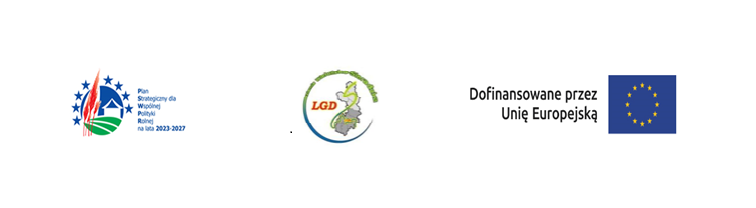 Plan
Strategiczny dla
Wspólnej
Polityki
Rolnej
na lata 2023-2027
LGD
Dofinansowane przez
Unię Europejską